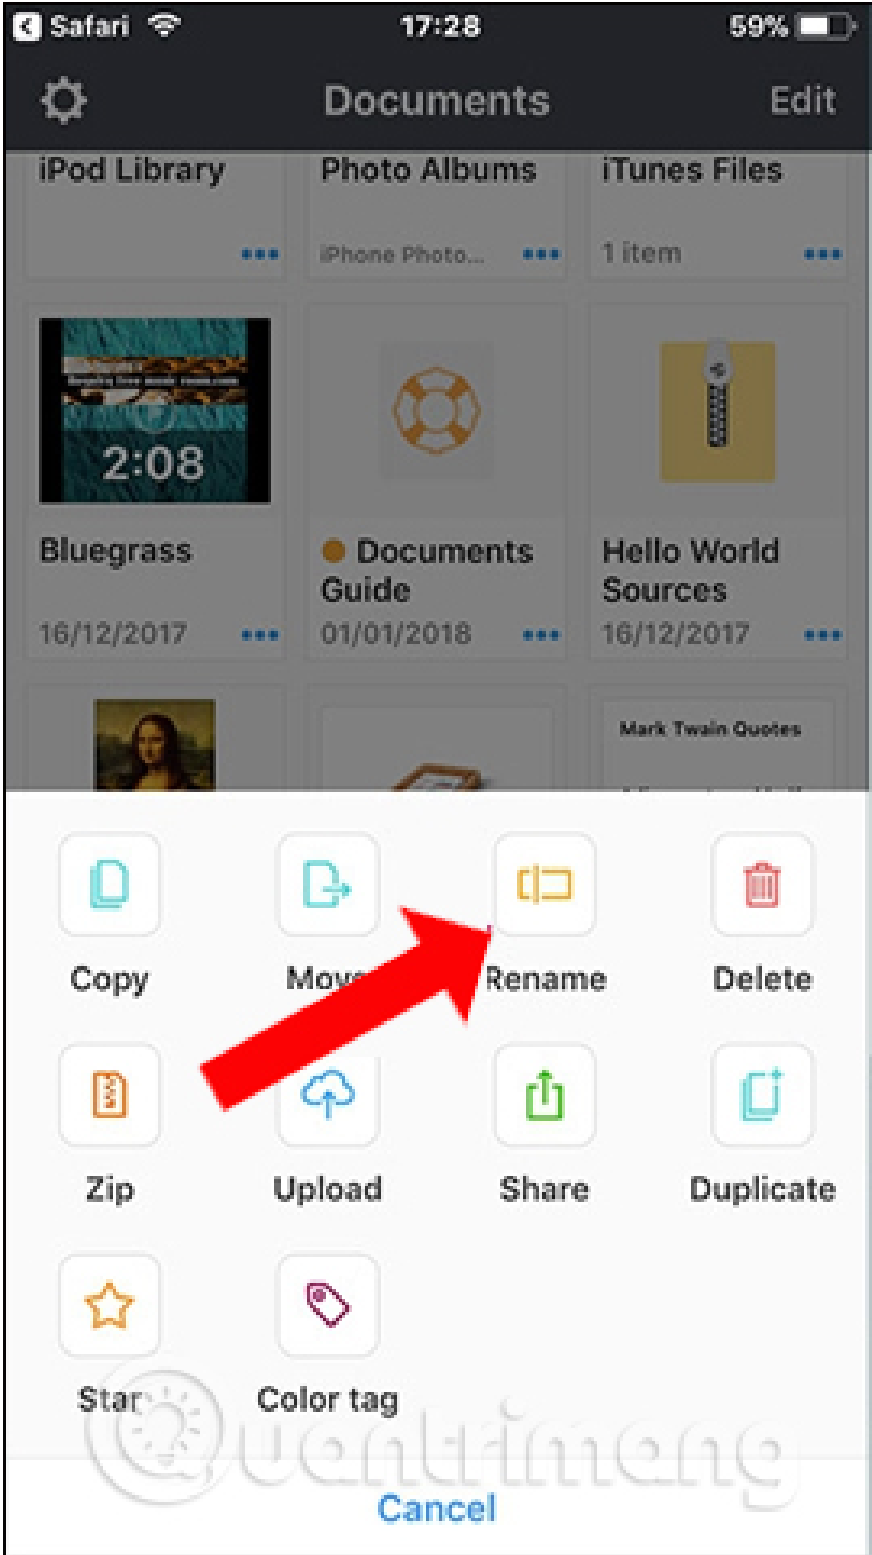 Safari 17:28 59%
Documents Edit
iPod Library Photo Albums iTunes Files
iPhone Photo... 1 item
2:08
Bluegrass Documents Guide Hello World Sources
16/12/2017 01/01/2018 16/12/2017
Mark Twain Quotes
Copy Move Rename Delete
Zip Upload Share Duplicate
Star Color tag
Quantrimang
Cancel